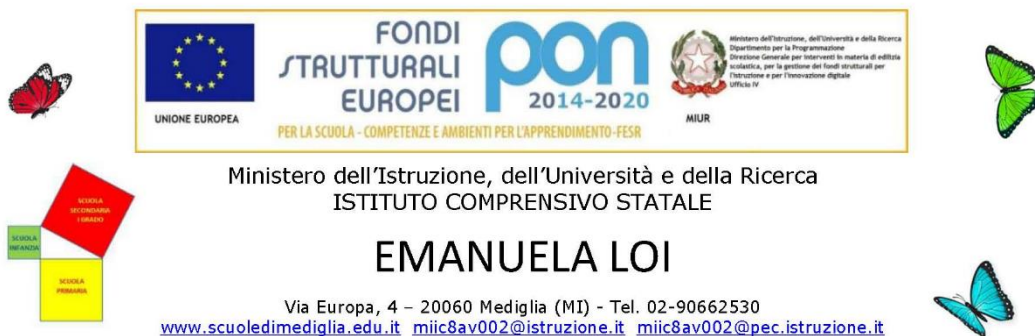 FONDI
STRUTTURALI
EUROPEI
pon
2014-2020
UNIONE EUROPEA
PER LA SCUOLA - COMPETENZE E AMBIENTI PER L'APPRENDIMENTO-FESR
Ministero dell'Istruzione, dell'Università e della Ricerca
Dipartimento per la Programmazione
Direzione Generale per interventi in materia di edilizia
scolastica, per la gestione dei fondi strutturali per
l'istruzione e per l'innovazione digitale
Ufficio IV
MIUR
SCUOLA
SECONDARIA
I GRADO
SCUOLA
INFANZIA
SCUOLA
PRIMARIA
Ministero dell'Istruzione, dell'Università e della Ricerca
ISTITUTO COMPRENSIVO STATALE
EMANUELA LOI
Via Europa, 4 – 20060 Mediglia (MI) - Tel. 02-90662530
www.scuoledimediglia.edu.it miic8av002@istruzione.it miic8av002@pec.istruzione.it